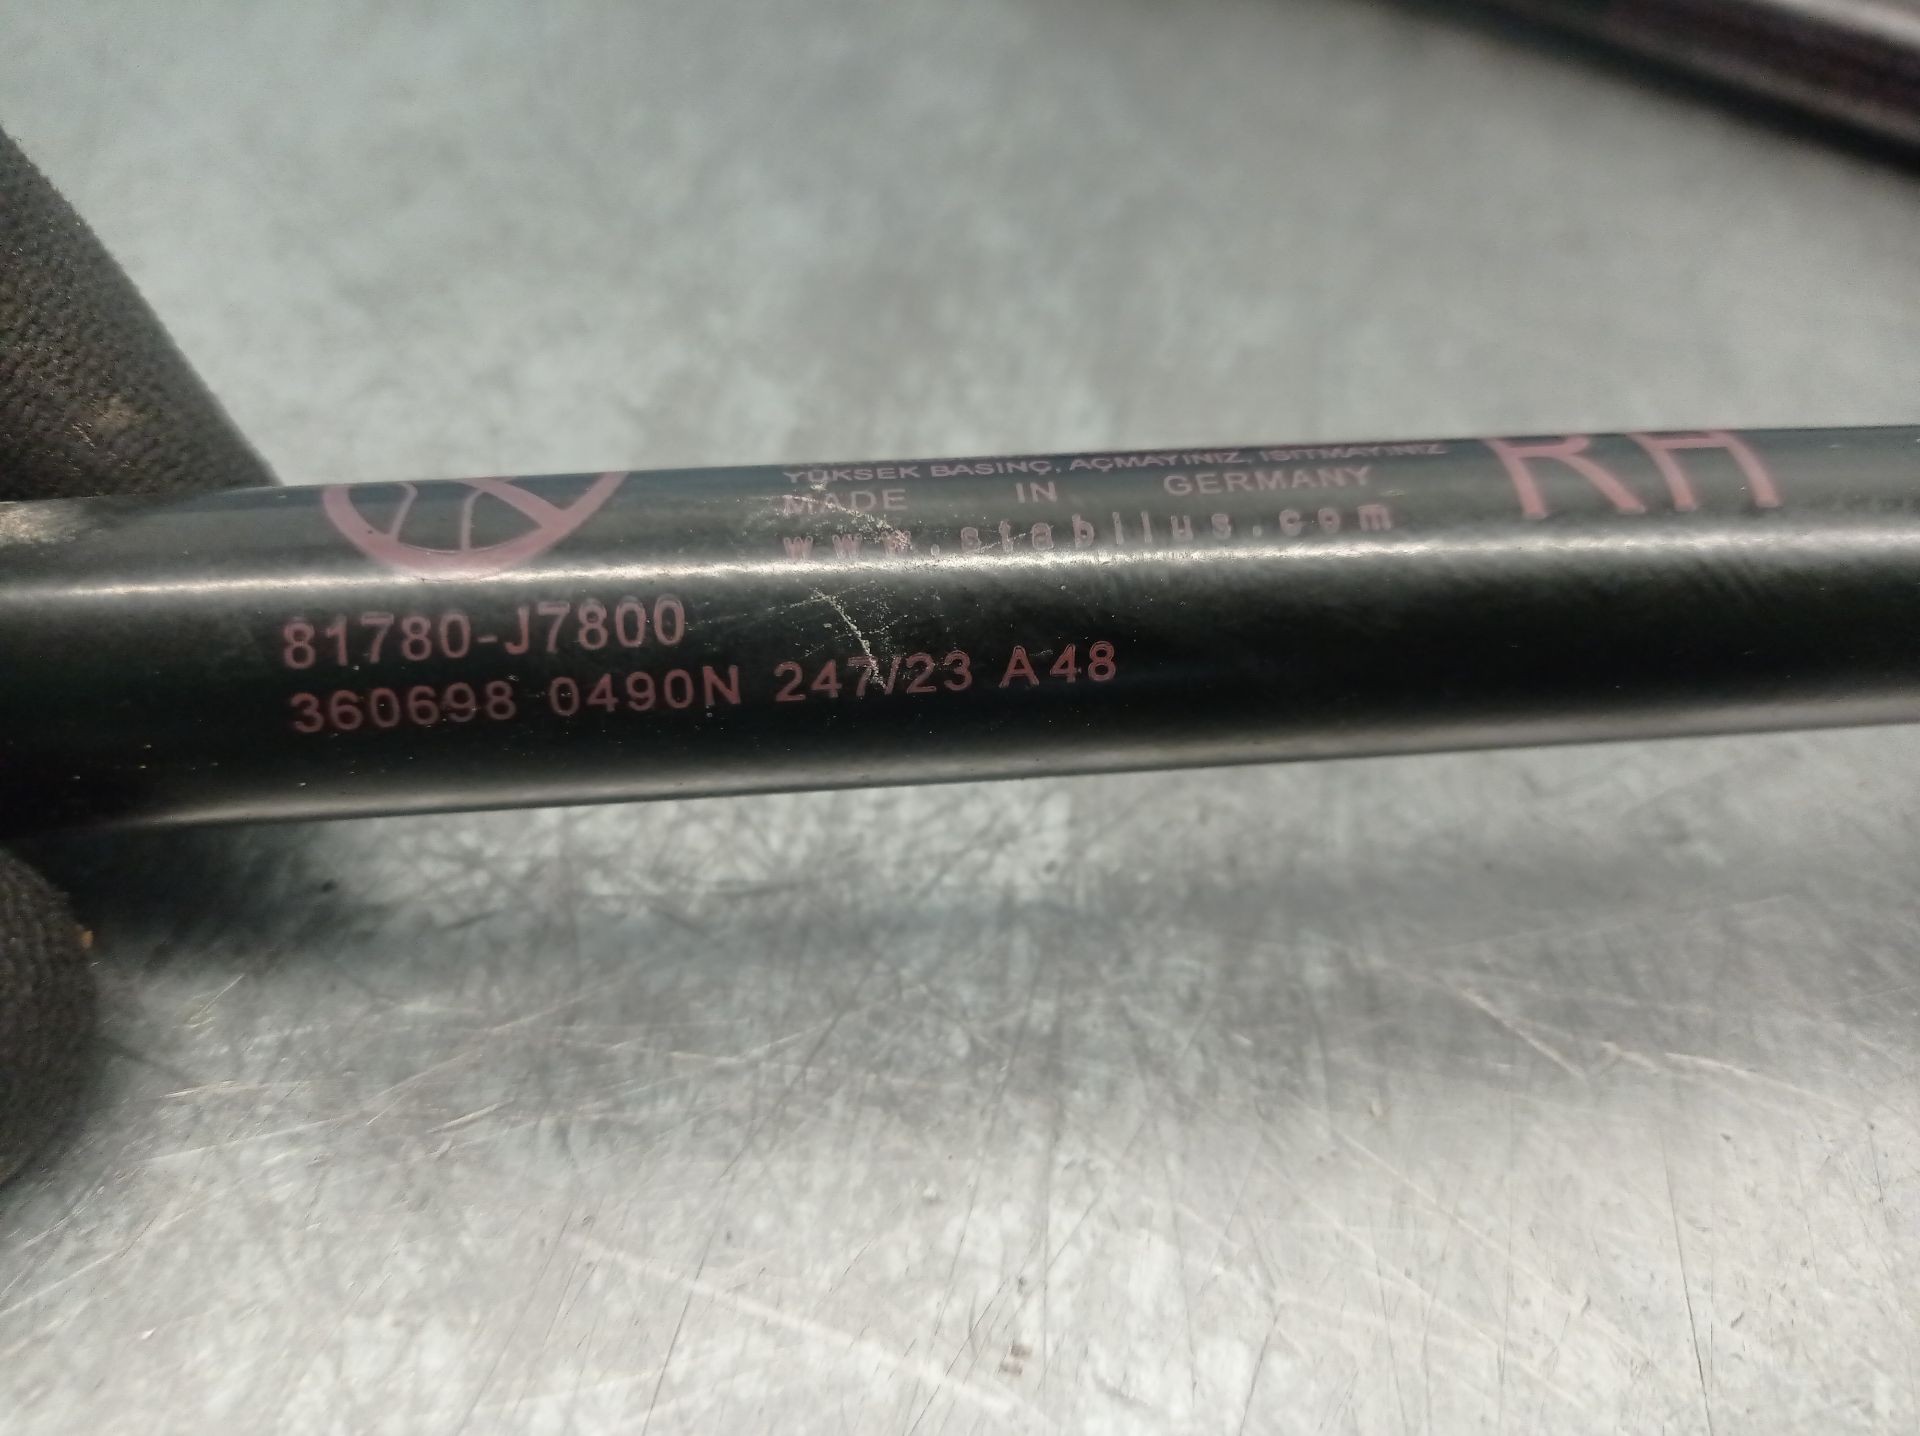 YÜKSEK BASINÇ, AÇMAYINIZ, ISITMAYINIZ
MADE IN GERMANY
www.stabilus.com
RH
81780-J7800
360698 0490N 247/23 A48